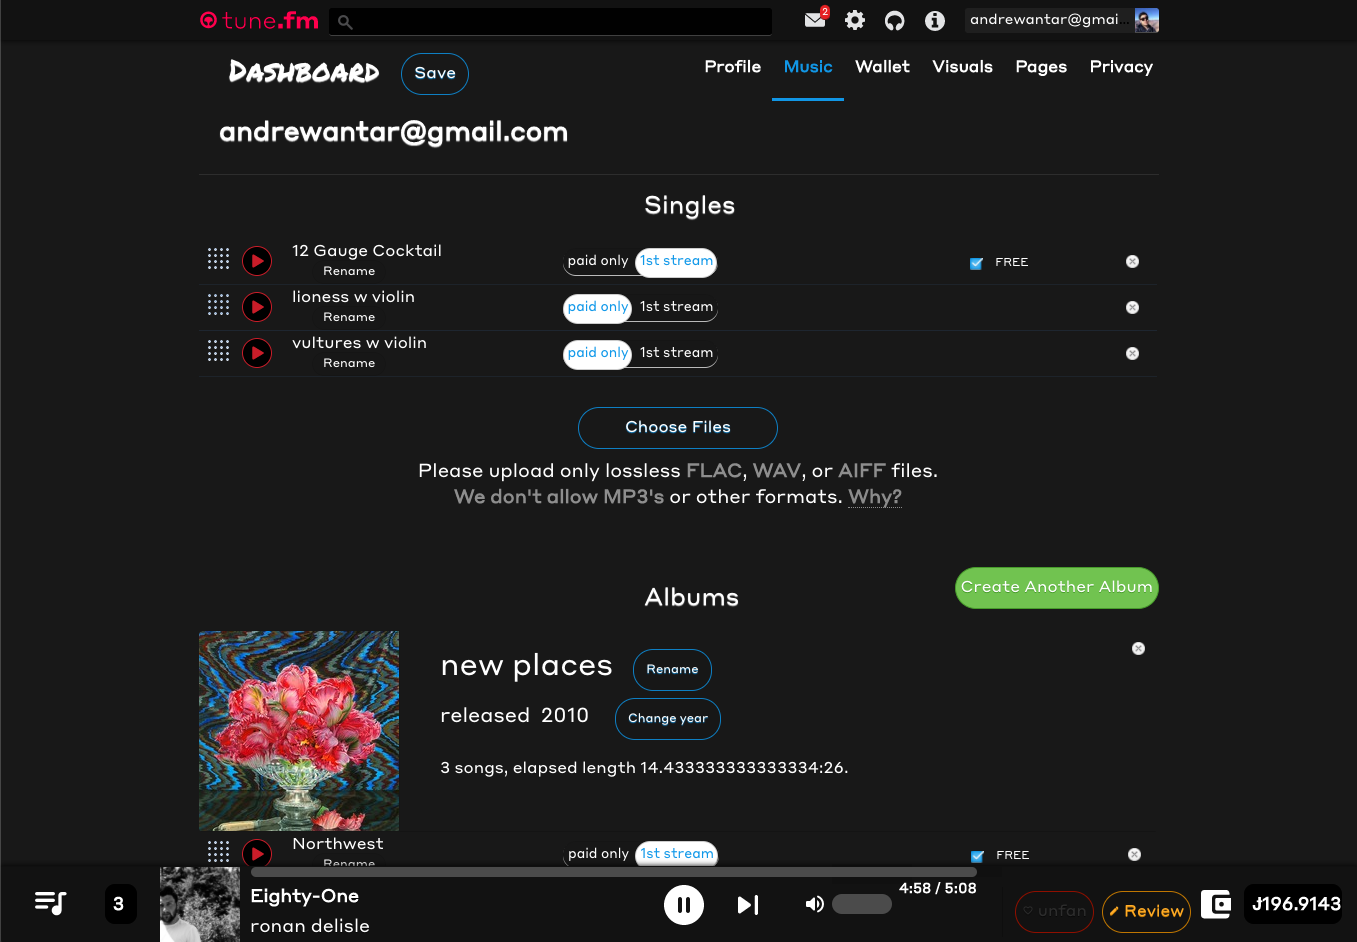 tune.fm
2
andrewantar@gmai...
DASHBOARD
Save
Profile
Music
Wallet
Visuals
Pages
Privacy
andrewantar@gmail.com
Singles
12 Gauge Cocktail
Rename
paid only
1st stream
FREE
lioness w violin
Rename
paid only
1st stream
vultures w violin
Rename
paid only
1st stream
Choose Files
Please upload only lossless FLAC, WAV, or AIFF files.
We don't allow MP3's or other formats. Why?
Albums
Create Another Album
new places
Rename
released 2010
Change year
3 songs, elapsed length 14.433333333333334:26.
Northwest
Rename
paid only
1st stream
FREE
3
Eighty-One
ronan delisle
4:58 / 5:08
unfan
Review
J196.9143